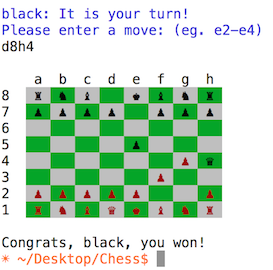 black: It is your turn!
Please enter a move: (eg. e2-e4)
d8h4
a b c d e f g h
8
7
6
5
4
3
2
1
Congrats, black, you won!
✶ ~/Desktop/Chess$